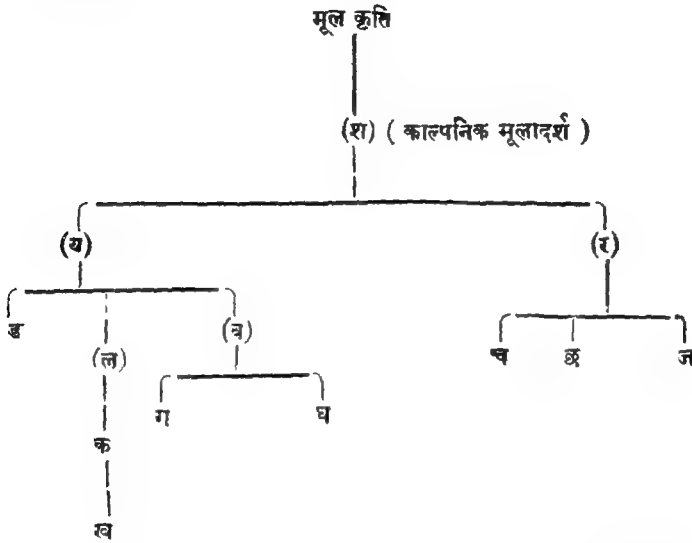 मूल कृति
(श) ( काल्पनिक मूलादर्श )
(य) (र)
ङ (ल) (व) च छ ज
ग घ
क
ख